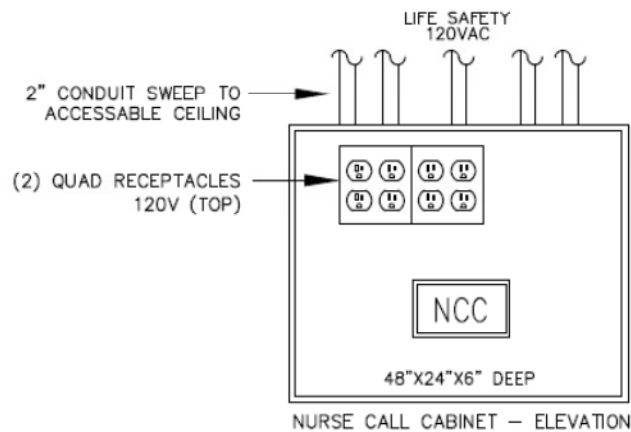 LIFE SAFETY
120VAC
2" CONDUIT SWEEP TO
ACCESSABLE CEILING
(2) QUAD RECEPTACLES
120V (TOP)
NCC
48"X24"X6" DEEP
NURSE CALL CABINET – ELEVATION